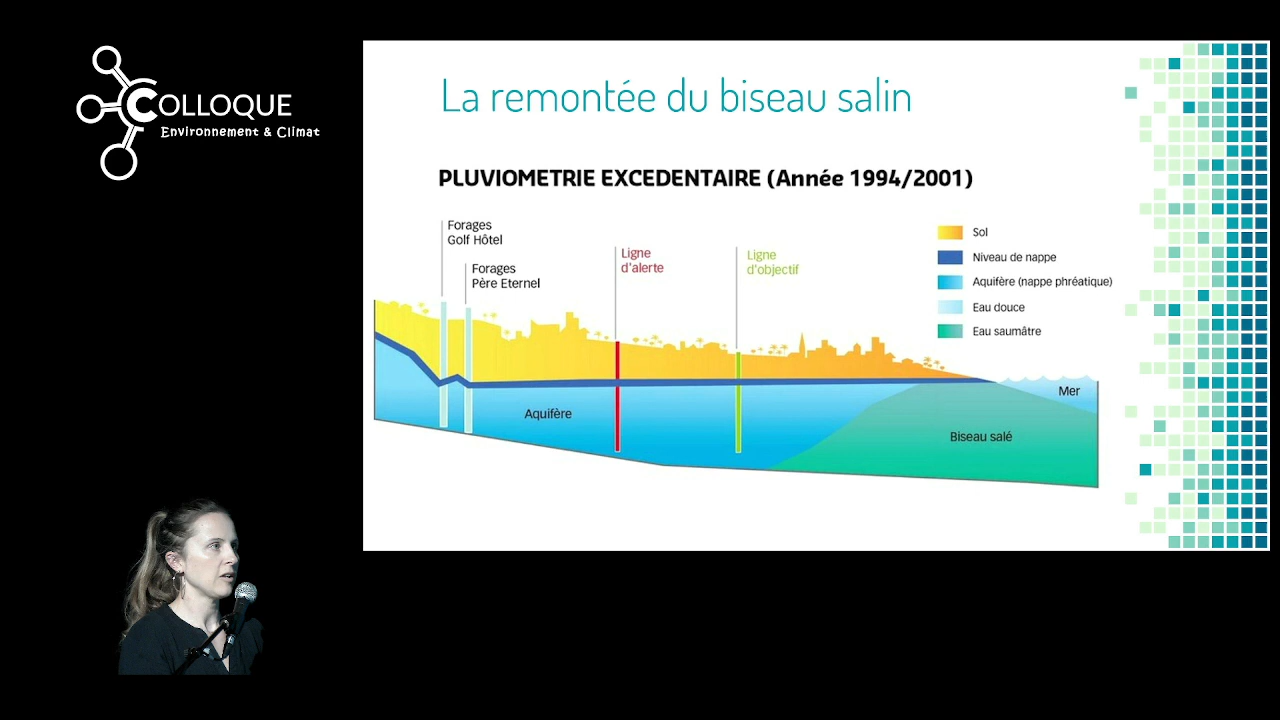 COLLOQUE
Environnement & Climat
La remontée du biseau salin
PLUVIOMETRIE EXCEDENTAIRE (Année 1994/2001)
Forages
Golf Hôtel
Forages
Père Eternel
Ligne
d'alerte
Ligne
d'objectif
Sol
Niveau de nappe
Aquifère (nappe phréatique)
Eau douce
Eau saumâtre
Mer
Aquifère
Biseau salé